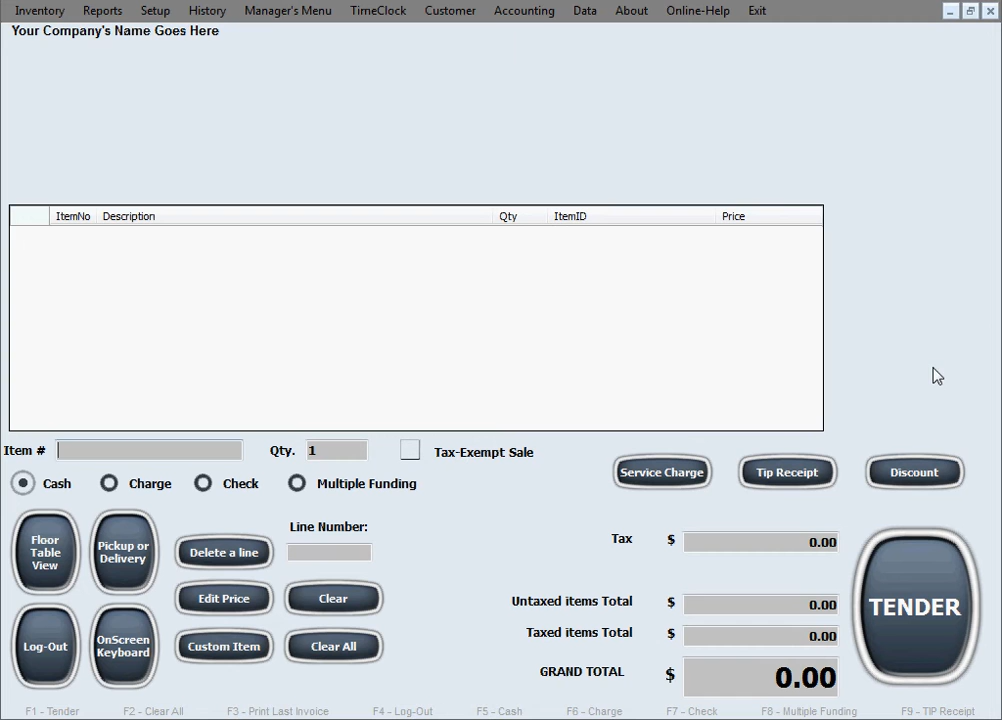 Inventory Reports Setup History Manager's Menu TimeClock Customer Accounting Data About Online-Help Exit
Your Company's Name Goes Here
ItemNo Description Qty ItemID Price
Item # Qty. 1 Tax-Exempt Sale
Service Charge Tip Receipt Discount
Cash Charge Check Multiple Funding
Floor
Table
View
Pickup or
Delivery
Delete a line
Line Number:
Edit Price Clear
Log-Out
OnScreen
Keyboard
Custom Item Clear All
Tax $ 0.00
Untaxed items Total $ 0.00
Taxed items Total $ 0.00
GRAND TOTAL $ 0.00
TENDER
F1 - Tender F2 - Clear All F3 - Print Last Invoice F4 - Log-Out F5 - Cash F6 - Charge F7 - Check F8 - Multiple Funding F9 - TIP Receipt